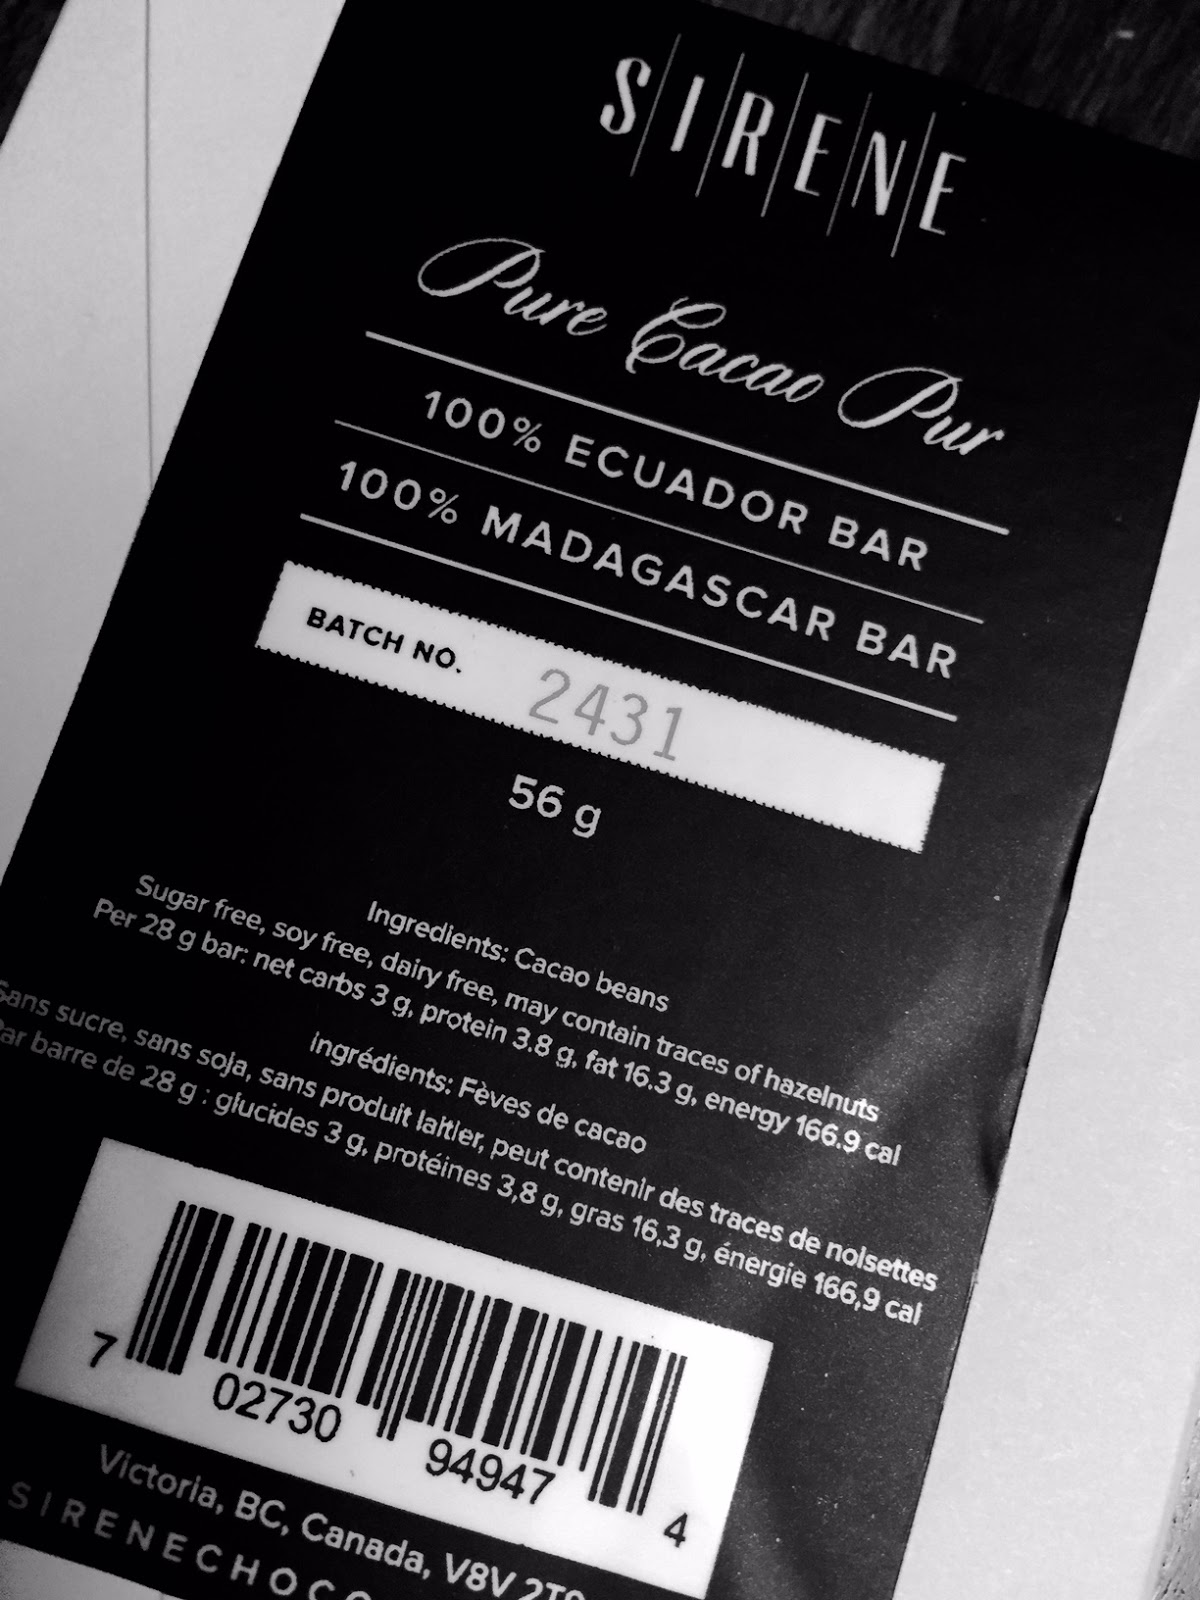 SIRENE
Pure Cacao Pur
100% ECUADOR BAR
100% MADAGASCAR BAR
BATCH NO. 2431
56 g
Ingredients: Cacao beans
Sugar free, soy free, dairy free, may contain traces of hazelnuts
Per 28 g bar: net carbs 3 g, protein 3.8 g, fat 16.3 g, energy 166.9 cal
ingrédients: Fèves de cacao
Sans sucre, sans soja, sans produit laitier, peut contenir des traces de noisettes
Par barre de 28 g : glucides 3 g, protéines 3,8 g, gras 16,3 g, énergie 166,9 cal
7 02730 94947 4
Victoria, BC, Canada, V8V
SIRENECHOCO